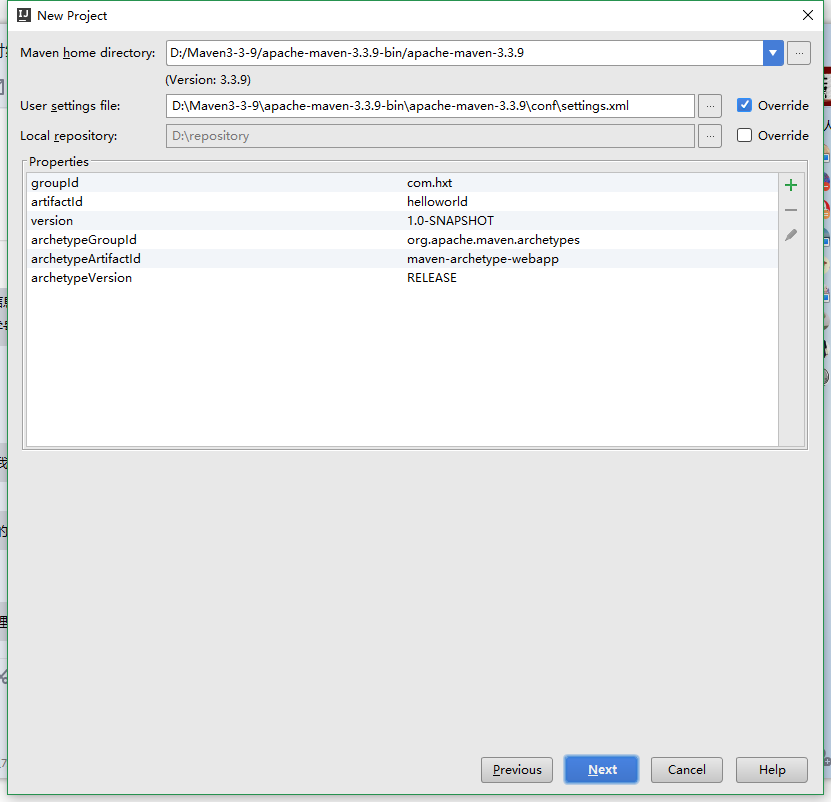 New Project
Maven home directory: D:/Maven3-3-9/apache-maven-3.3.9-bin/apache-maven-3.3.9
(Version: 3.3.9)
User settings file: D:\Maven3-3-9\apache-maven-3.3.9-bin\apache-maven-3.3.9\conf\settings.xml Override
Local repository: D:\repository Override
Properties
groupId com.hxt
artifactId helloworld
version 1.0-SNAPSHOT
archetypeGroupId org.apache.maven.archetypes
archetypeArtifactId maven-archetype-webapp
archetypeVersion RELEASE
Previous Next Cancel Help